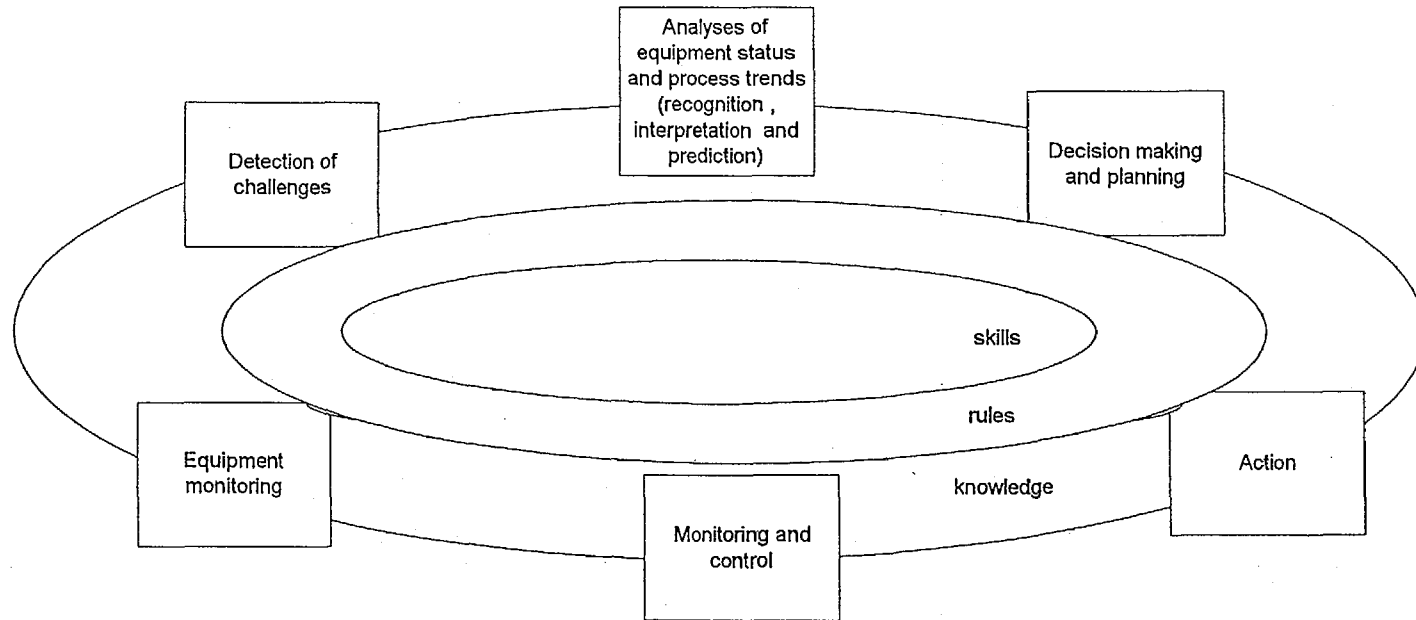 Analyses of
equipment status
and process trends
(recognition ,
interpretation and
prediction)
Detection of
challenges
Decision making
and planning
skills
rules
knowledge
Equipment
monitoring
Action
Monitoring and
control